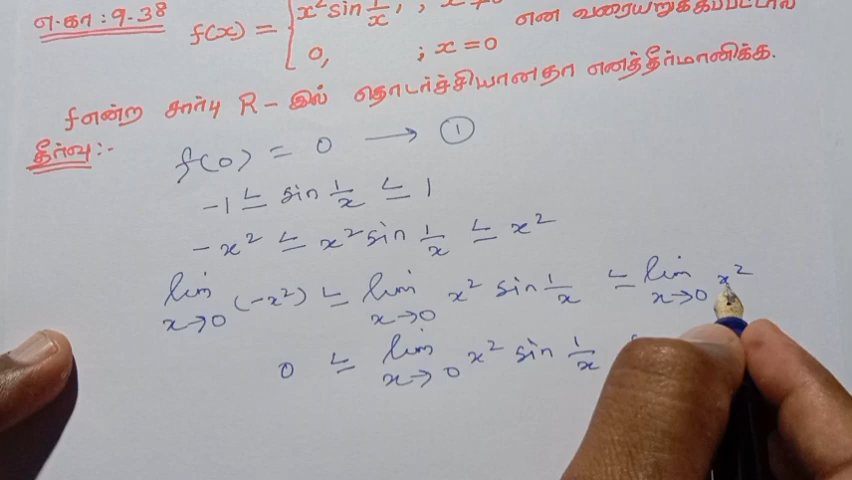 எ.கா : 9.38
f(x) = { x² sin 1/x, ; x ≠ 0 என வரையறுக்கப்பட்டால்
0, ; x = 0
f என்ற சார்பு R - இல் தொடர்ச்சியானதா எனத்தீர்மானிக்க.
தீர்வு :-
f(0) = 0 ⟶ ①
-1 ≤ sin 1/x ≤ 1
-x² ≤ x² sin 1/x ≤ x²
lim x→0 (-x²) ≤ lim x→0 x² sin 1/x ≤ lim x→0 x²
0 ≤ lim x→0 x² sin 1/x